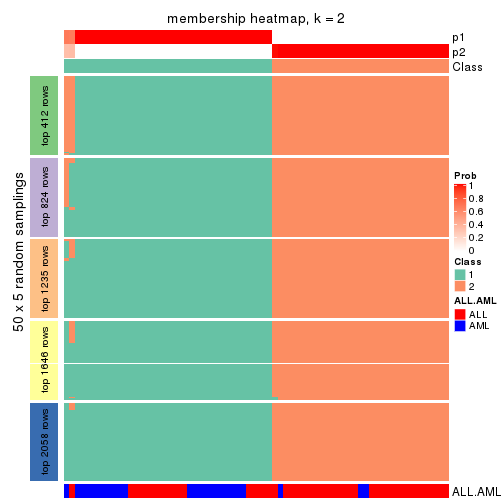 membership heatmap, k = 2
p1
p2
Class
50 x 5 random samplings
top 412 rows
top 824 rows
top 1235 rows
top 1646 rows
top 2058 rows
Prob
1
0.8
0.6
0.4
0.2
0
Class
1
2
ALL.AML
ALL
AML
ALL.AML